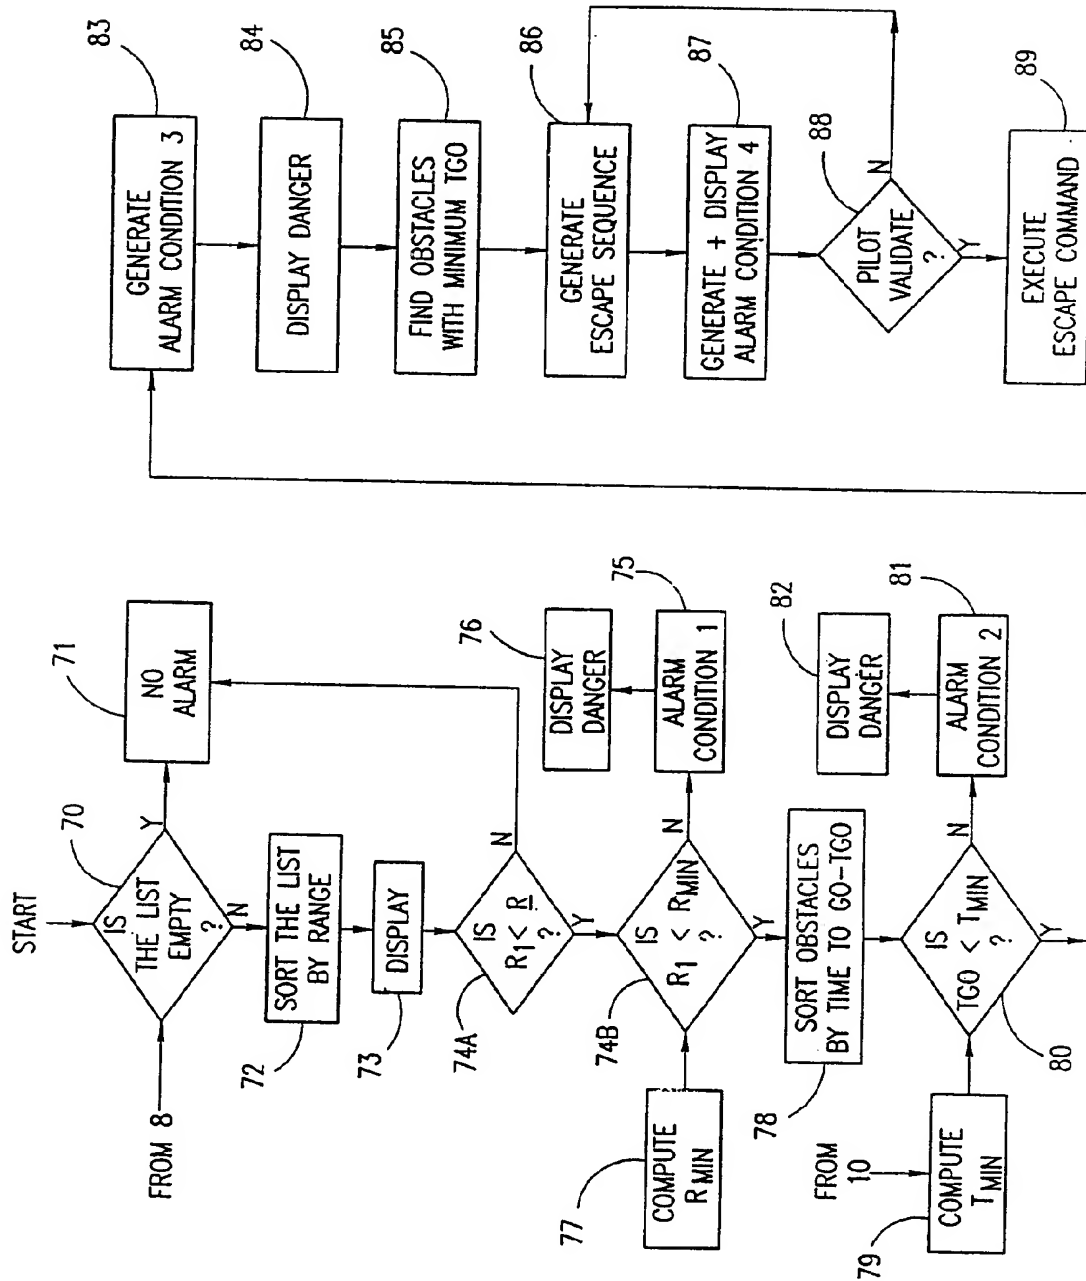 START
FROM 8
IS
THE LIST
EMPTY
?
70
Y
N
NO
ALARM
71
SORT THE LIST
BY RANGE
72
DISPLAY
73
IS
R1 < R
?
74A
N
Y
COMPUTE
RMIN
77
IS
R1 < RMIN
?
74B
N
Y
ALARM
CONDITION 1
75
DISPLAY
DANGER
76
SORT OBSTACLES
BY TIME TO GO-TGO
78
FROM
10
COMPUTE
TMIN
79
IS
TGO < TMIN
?
80
N
Y
ALARM
CONDITION 2
81
DISPLAY
DANGER
82
GENERATE
ALARM CONDITION 3
83
DISPLAY DANGER
84
FIND OBSTACLES
WITH MINIMUM TGO
85
GENERATE
ESCAPE SEQUENCE
86
GENERATE + DISPLAY
ALARM CONDITION 4
87
PILOT
VALIDATE
?
88
N
Y
EXECUTE
ESCAPE COMMAND
89